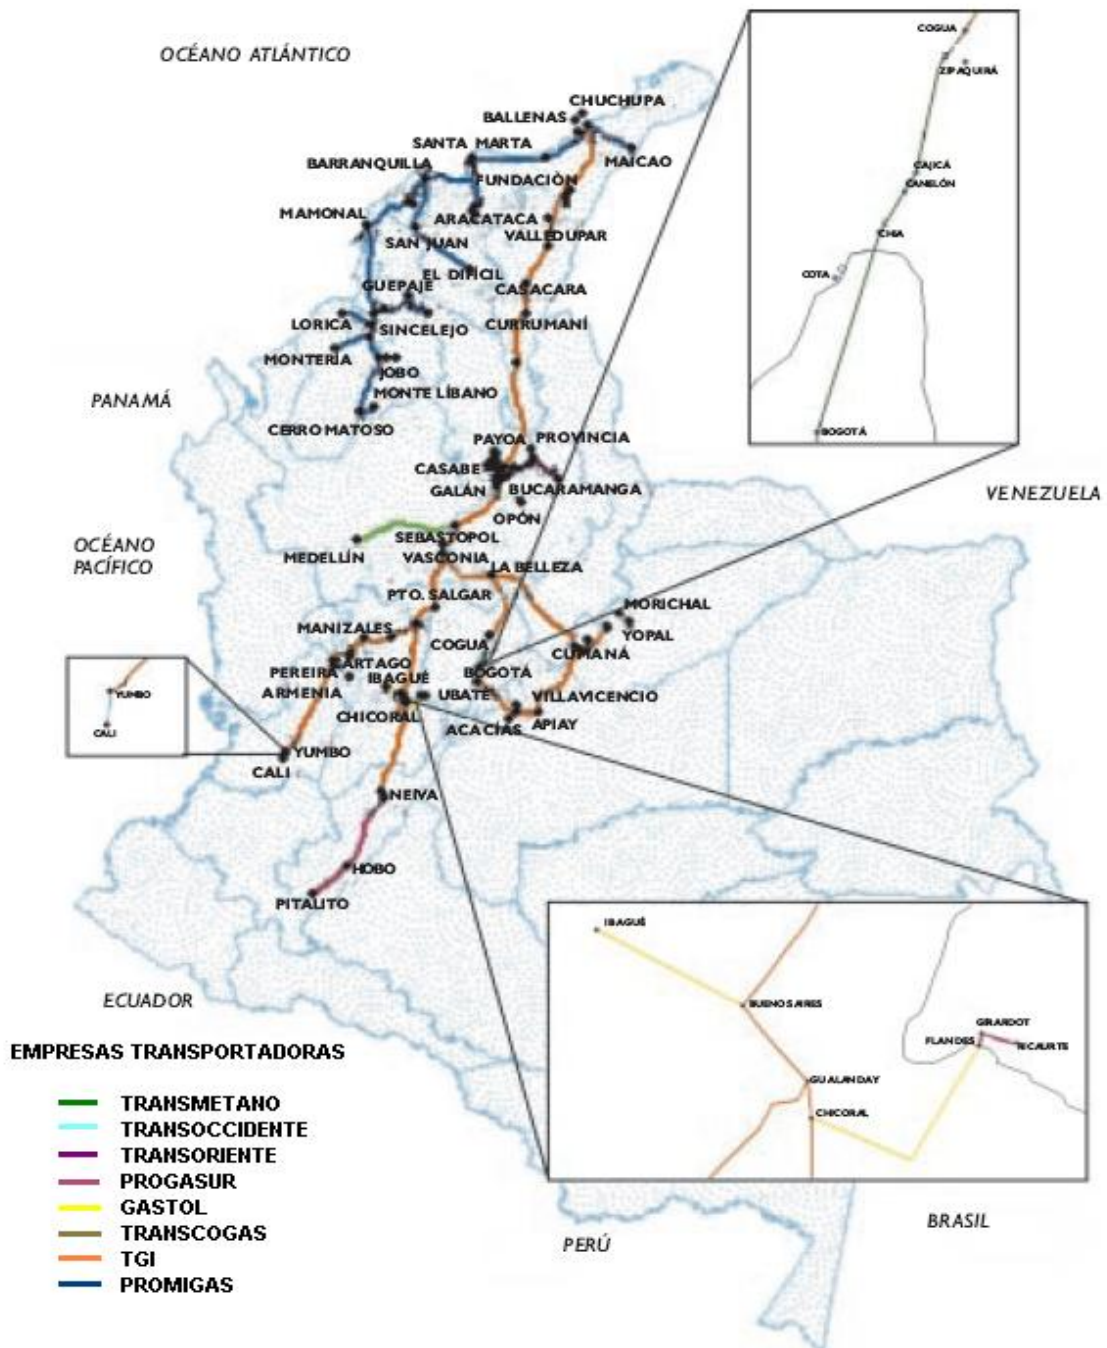 OCÉANO ATLÁNTICO
CHUCHUPA
BALLENAS
SANTA MARTA
MAICAO
BARRANQUILLA
FUNDACIÒN
MAMONAL
ARACATACA
SAN JUAN
VALLEDUPAR
EL DIFÍCIL
GUEPAJE
CASACARA
LORICA
SINCELEJO
CURRUMANÍ
MONTERÍA
JOBO
PANAMÁ
MONTE LÍBANO
CERRO MATOSO
PAYOA
PROVINCIA
CASABE
GALÁN
BUCARAMANGA
OPÓN
VENEZUELA
SEBASTOPOL
OCÉANO
PACÍFICO
MEDELLÍN
VASCONIA
LA BELLEZA
PTO. SALGAR
MORICHAL
MANIZALES
COGUA
YOPAL
CUMANÁ
CARTAGO
PEREIRA
IBAGUÉ
BOGOTÁ
ARMENIA
UBATÉ
VILLAVICENCIO
CHICORAL
ACACÍAS
APIAY
YUMBO
CALI
NEIVA
HOBO
PITALITO
ECUADOR
PERÚ
BRASIL
COGUA
ZIPAQUIRÁ
CAJICÁ
CANELÓN
CHIA
COTA
BOGOTÁ
YUMBO
CALI
IBAGUÉ
BUENOS AIRES
GIRARDOT
FLANDES
RICAURTE
GUALANDAY
CHICORAL
EMPRESAS TRANSPORTADORAS
TRANSMETANO
TRANSOCCIDENTE
TRANSORIENTE
PROGASUR
GASTOL
TRANSCOGAS
TGI
PROMIGAS